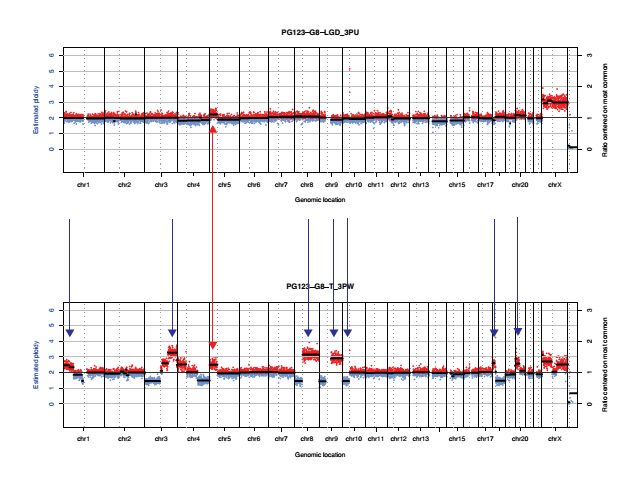 PG123–G8–LGD_3PU
Estimated ploidy
0 1 2 3 4 5 6
0 1 2 3
Ratio centered on most common
chr1 chr2 chr3 chr4 chr5 chr6 chr7 chr8 chr9 chr10 chr11 chr12 chr13 chr15 chr17 chr20 chrX
Genomic location
PG123–G8–T_3PW
Estimated ploidy
0 1 2 3 4 5 6
0 1 2 3
Ratio centered on most common
chr1 chr2 chr3 chr4 chr5 chr6 chr7 chr8 chr9 chr10 chr11 chr12 chr13 chr15 chr17 chr20 chrX
Genomic location